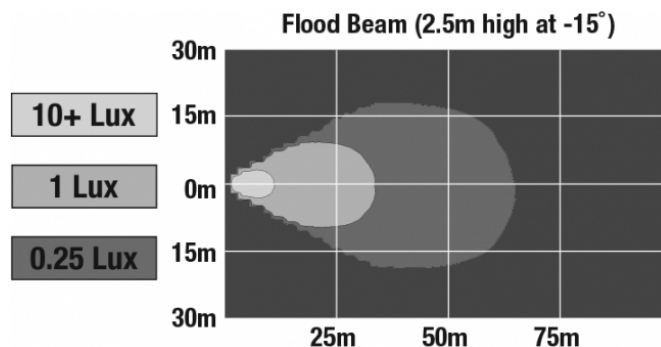 Flood Beam (2.5m high at -15˚)
30m
10+ Lux
15m
1 Lux
0m
0.25 Lux
15m
30m
25m
50m
75m